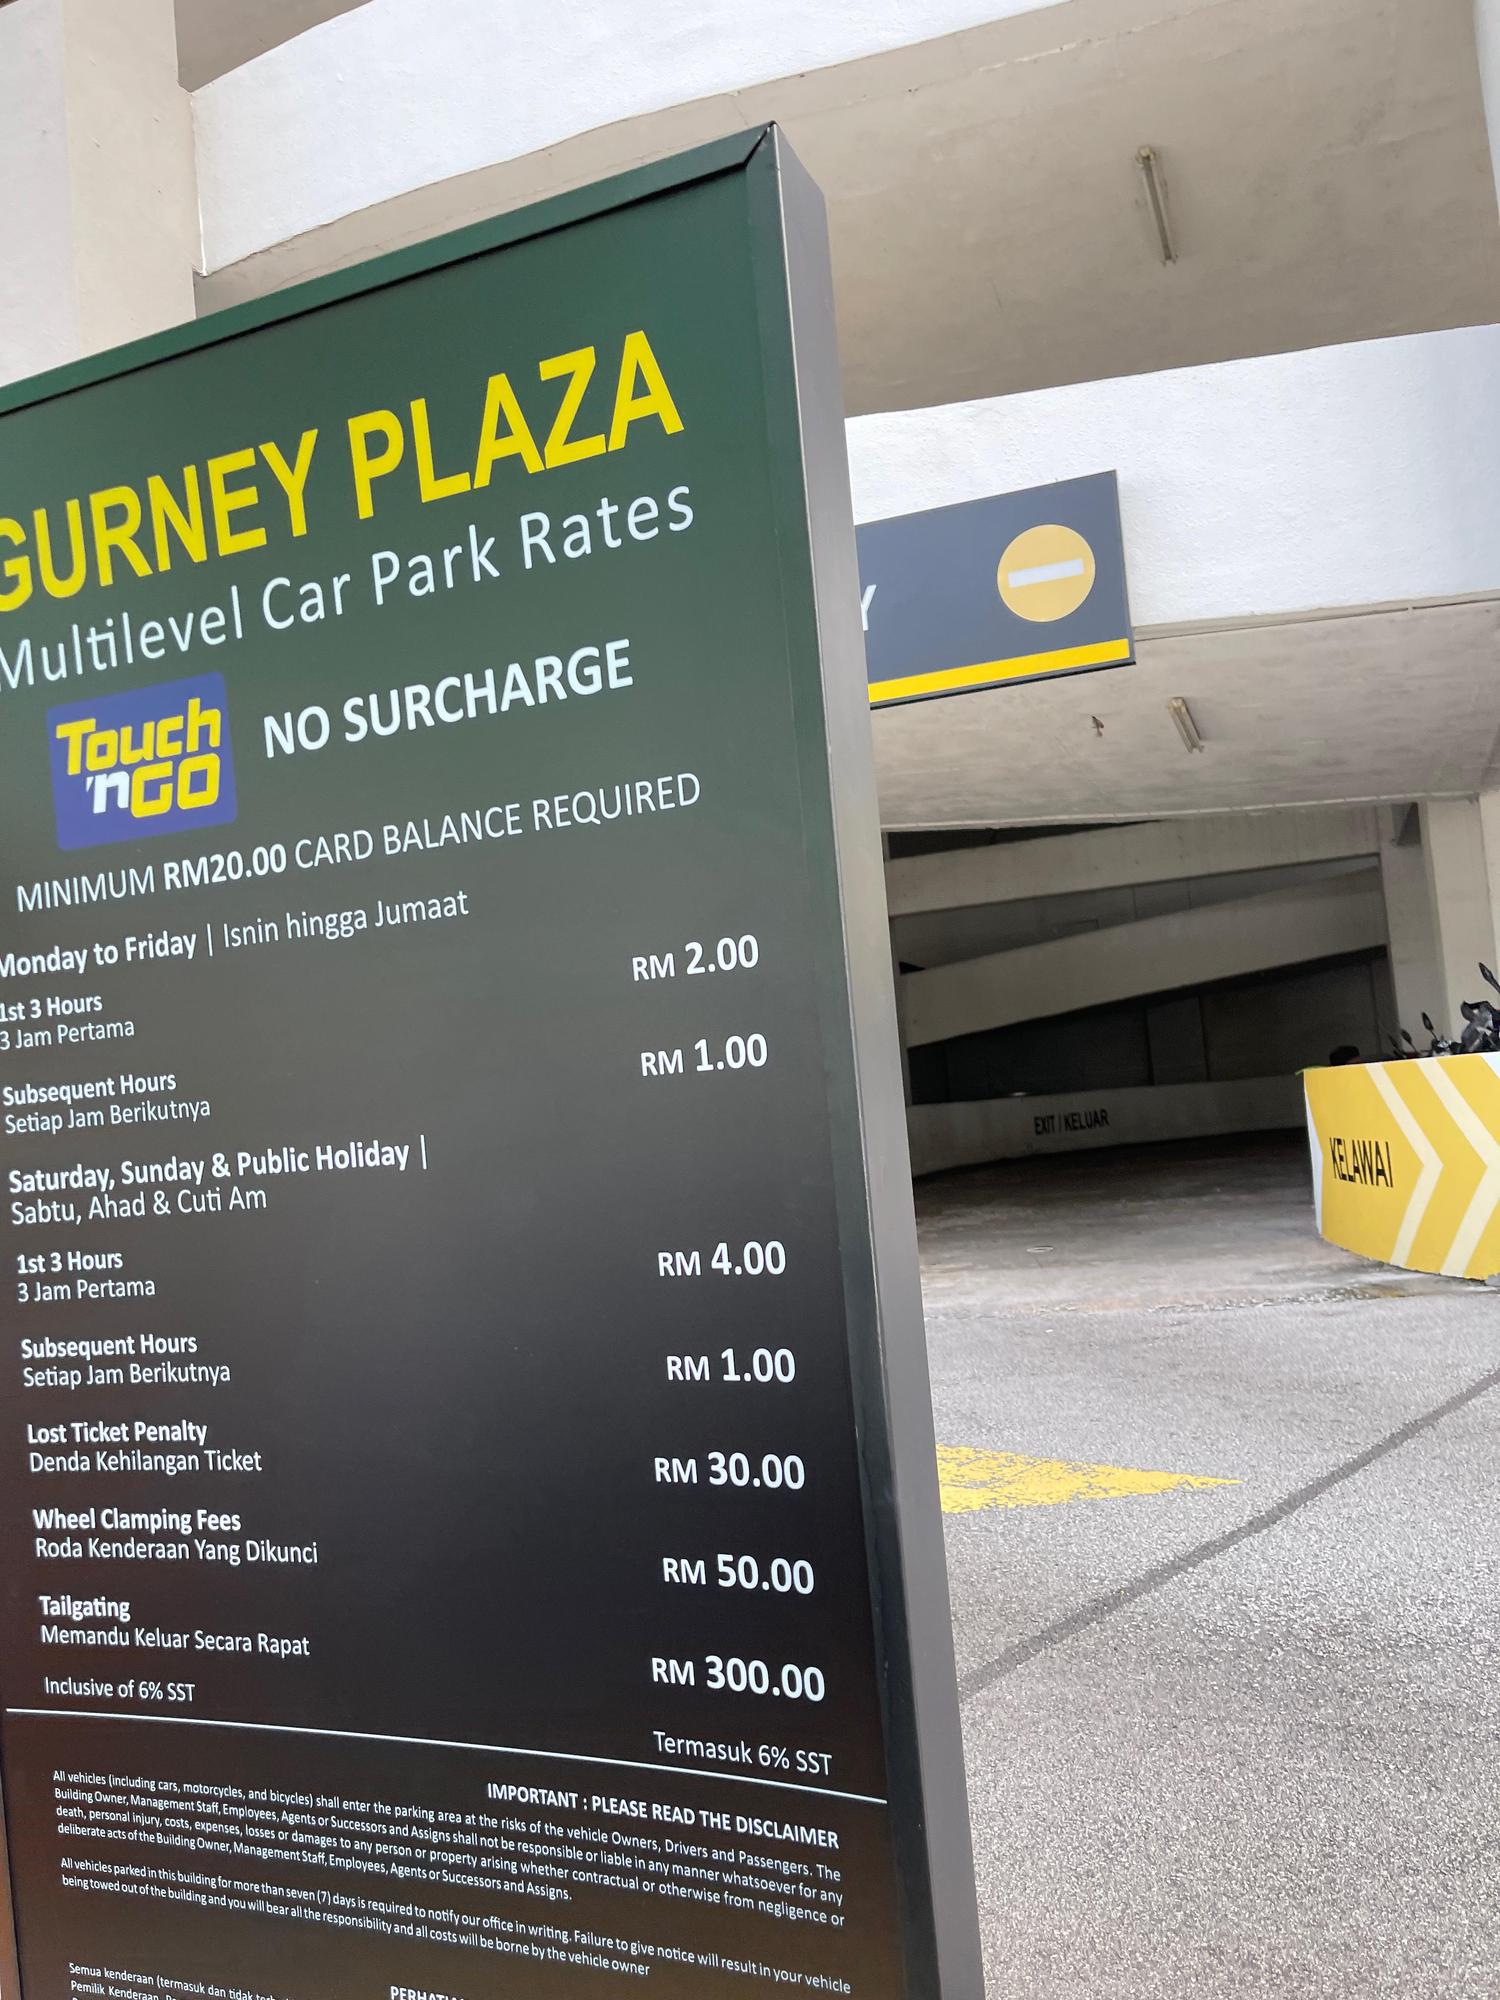 GURNEY PLAZA
Multilevel Car Park Rates
Touch 'nGO NO SURCHARGE
MINIMUM RM20.00 CARD BALANCE REQUIRED
Monday to Friday | Isnin hingga Jumaat
1st 3 Hours RM 2.00
3 Jam Pertama
Subsequent Hours RM 1.00
Setiap Jam Berikutnya
Saturday, Sunday & Public Holiday |
Sabtu, Ahad & Cuti Am
1st 3 Hours RM 4.00
3 Jam Pertama
Subsequent Hours RM 1.00
Setiap Jam Berikutnya
Lost Ticket Penalty RM 30.00
Denda Kehilangan Ticket
Wheel Clamping Fees RM 50.00
Roda Kenderaan Yang Dikunci
Tailgating RM 300.00
Memandu Keluar Secara Rapat
Inclusive of 6% SST Termasuk 6% SST
IMPORTANT : PLEASE READ THE DISCLAIMER
All vehicles (including cars, motorcycles, and bicycles) shall enter the parking area at the risks of the vehicle Owners, Drivers and Passengers. The
Building Owner, Management Staff, Employees, Agents or Successors and Assigns shall not be responsible or liable in any manner whatsoever for any
death, personal injury, costs, expenses, losses or damages to any person or property arising whether contractual or otherwise from negligence or
deliberate acts of the Building Owner, Management Staff, Employees, Agents or Successors and Assigns.
All vehicles parked in this building for more than seven (7) days is required to notify our office in writing. Failure to give notice will result in your vehicle
being towed out of the building and you will bear all the responsibility and all costs will be borne by the vehicle owner
Semua kenderaan (termasuk dan tidak
Pemilik Kenderaan,
Y
EXIT / KELUAR
KELAWAI